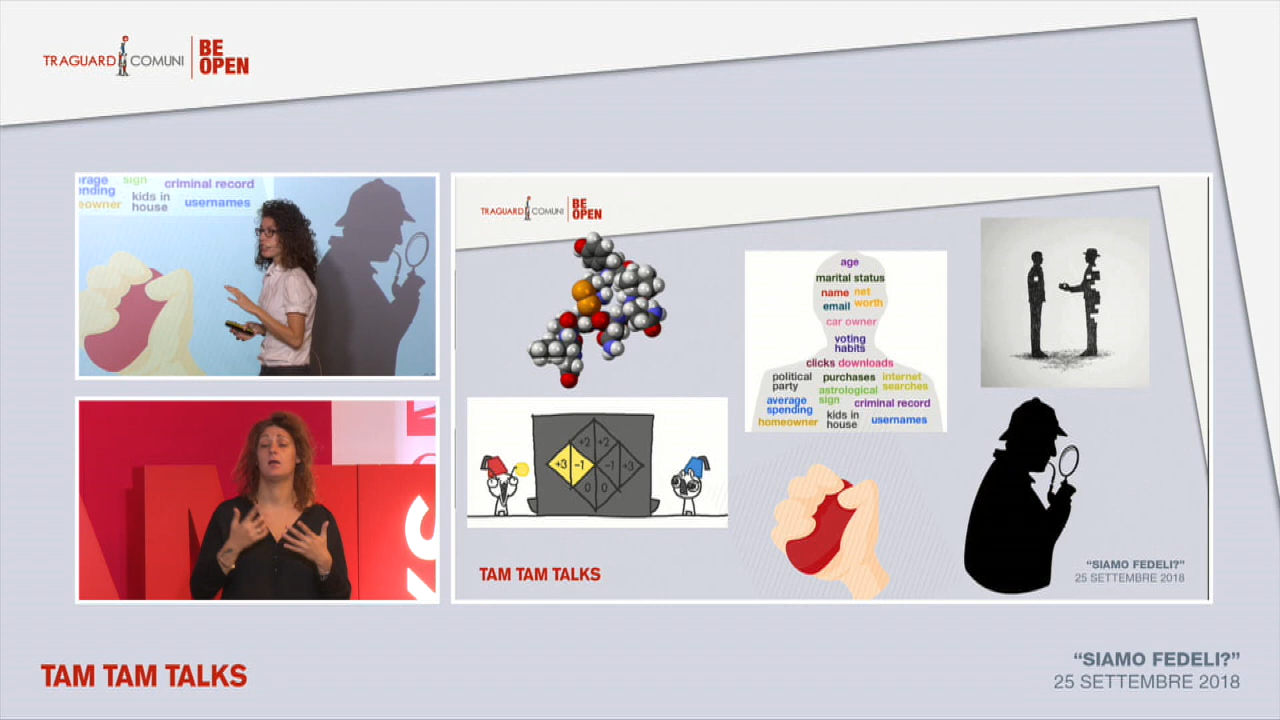 TRAGUARDI COMUNI
BE
OPEN
rage
sign
criminal record
nding
eowner
kids in
house
usernames
TRAGUARDI COMUNI
BE
OPEN
age
marital status
name
net
worth
email
car owner
voting
habits
clicks downloads
political
party
purchases
internet
searches
astrological
sign
average
spending
criminal record
homeowner
kids in
house
usernames
+2
+2
+3
-1
-1
+3
0
0
TAM TAM TALKS
“SIAMO FEDELI?”
25 SETTEMBRE 2018
TAM TAM TALKS
“SIAMO FEDELI?”
25 SETTEMBRE 2018